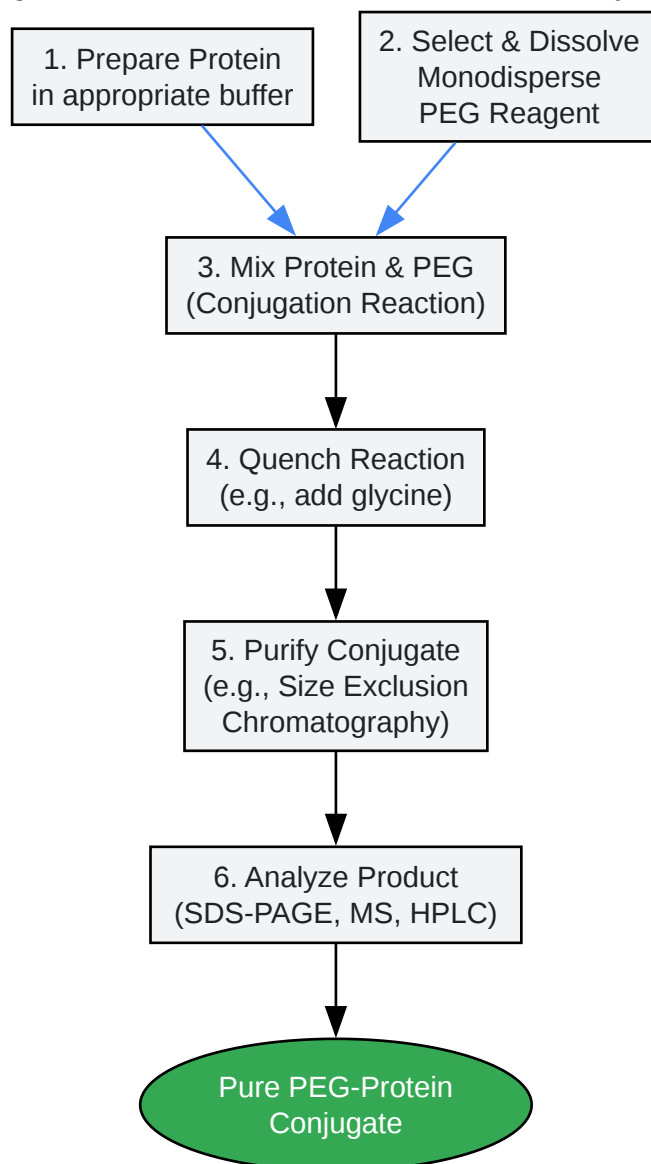 1. Prepare Protein
in appropriate buffer
2. Select & Dissolve
Monodisperse
PEG Reagent
3. Mix Protein & PEG
(Conjugation Reaction)
4. Quench Reaction
(e.g., add glycine)
5. Purify Conjugate
(e.g., Size Exclusion
Chromatography)
6. Analyze Product
(SDS-PAGE, MS, HPLC)
Pure PEG-Protein
Conjugate